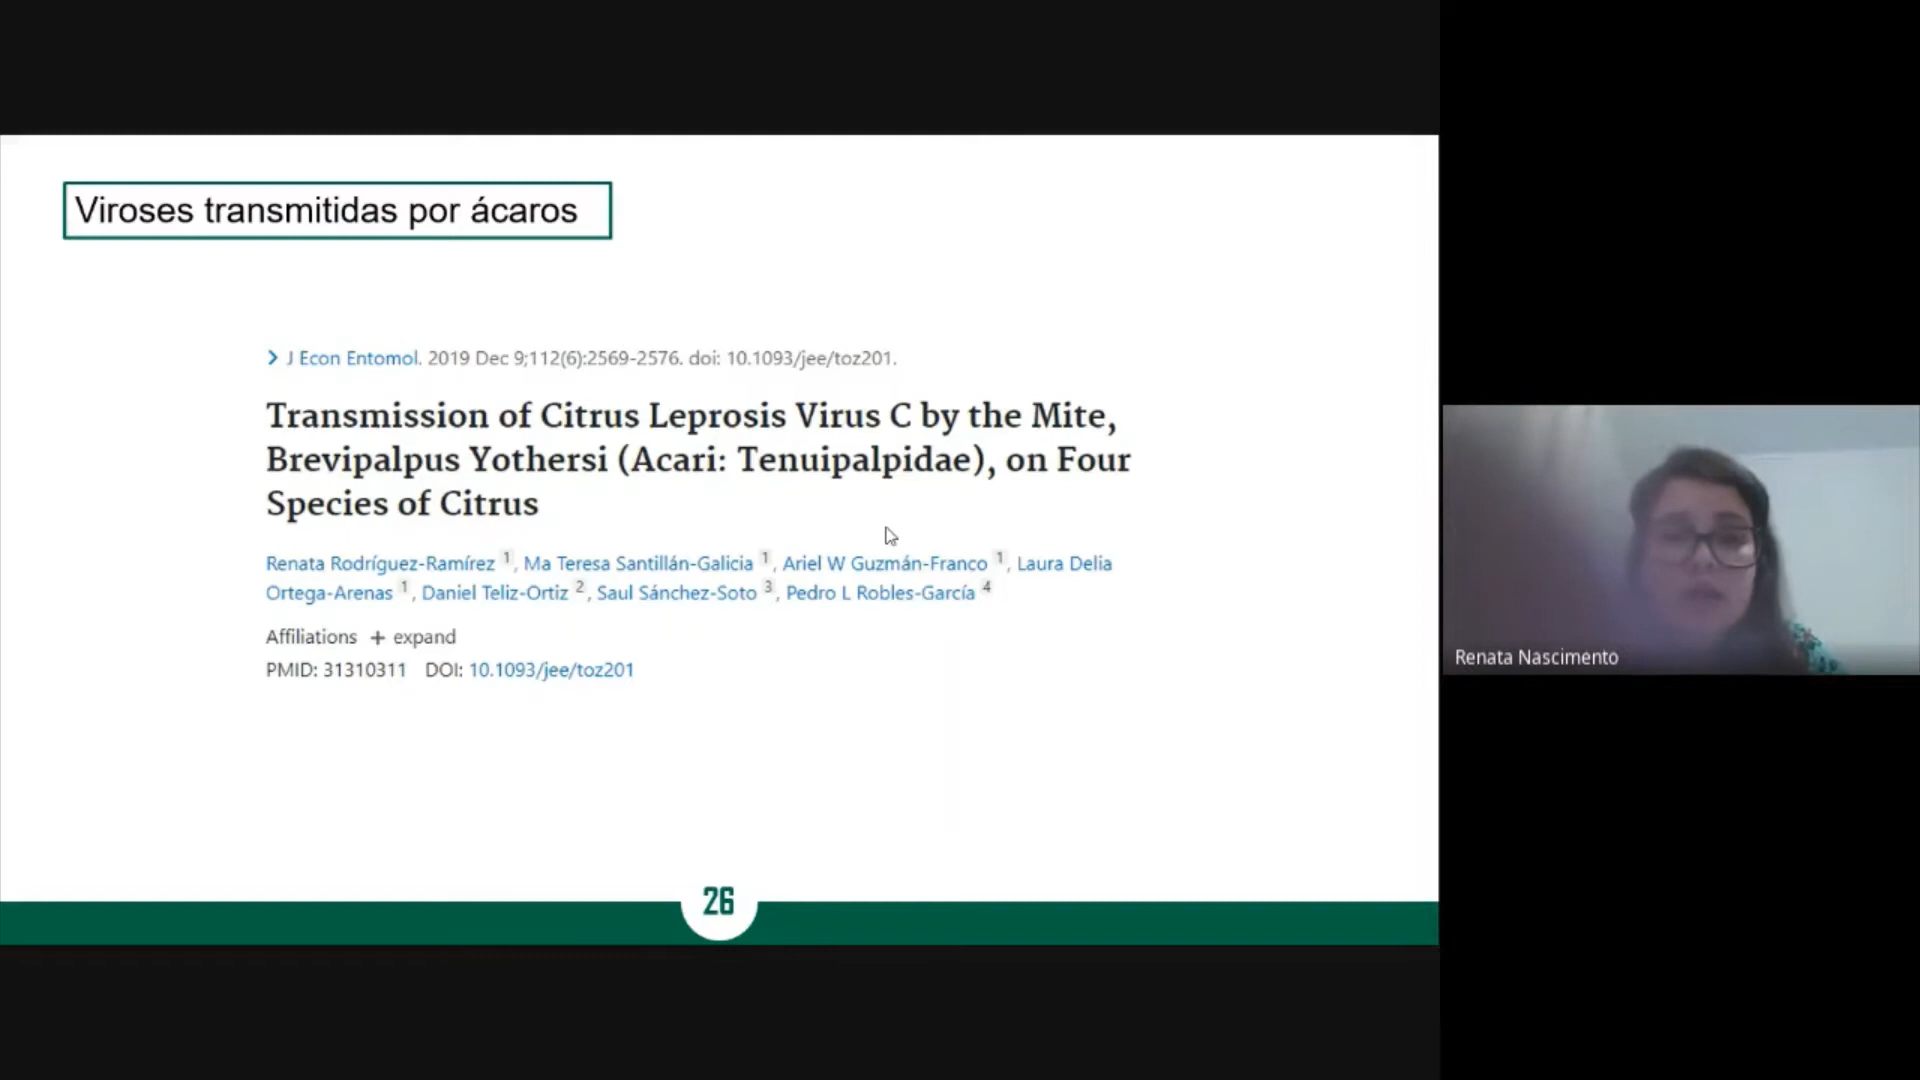 Viroses transmitidas por ácaros
J Econ Entomol. 2019 Dec 9;112(6):2569-2576. doi: 10.1093/jee/toz201.
Transmission of Citrus Leprosis Virus C by the Mite,
Brevipalpus Yothersi (Acari: Tenuipalpidae), on Four
Species of Citrus
Renata Rodríguez-Ramírez 1, Ma Teresa Santillán-Galicia 1, Ariel W Guzmán-Franco 1, Laura Delia
Ortega-Arenas 1, Daniel Teliz-Ortiz 2, Saul Sánchez-Soto 3, Pedro L Robles-García 4
Affiliations + expand
PMID: 31310311 DOI: 10.1093/jee/toz201
26
Renata Nascimento